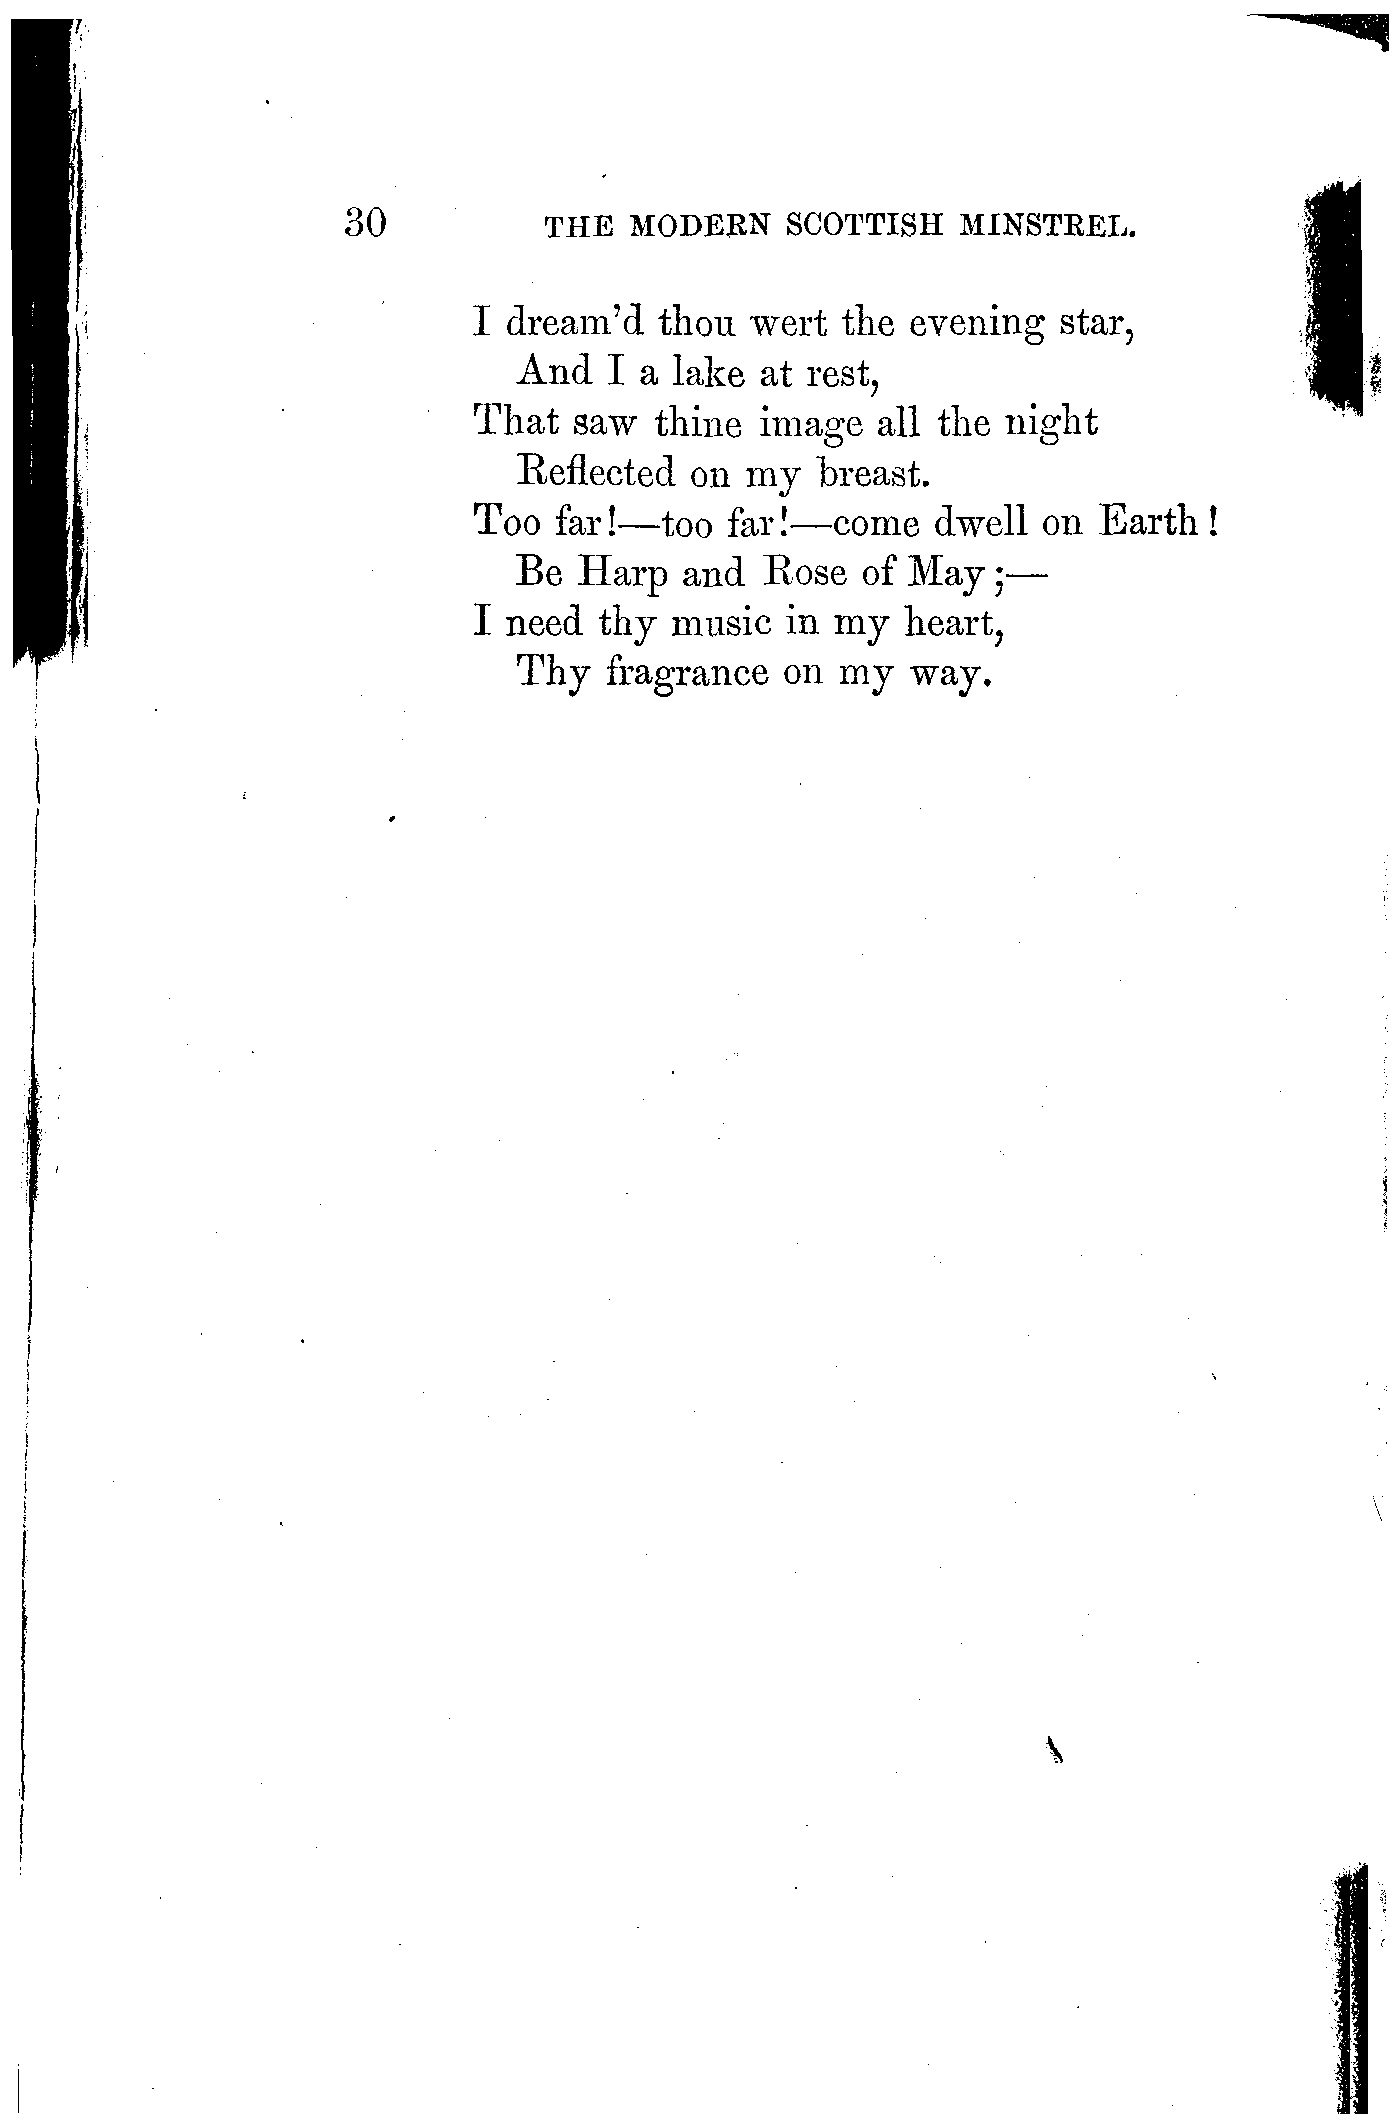 30 THE MODERN SCOTTISH MINSTREL.
I dream'd thou wert the evening star,
And I a lake at rest,
That saw thine image all the night
Reflected on my breast.
Too far!—too far!—come dwell on Earth!
Be Harp and Rose of May;—
I need thy music in my heart,
Thy fragrance on my way.